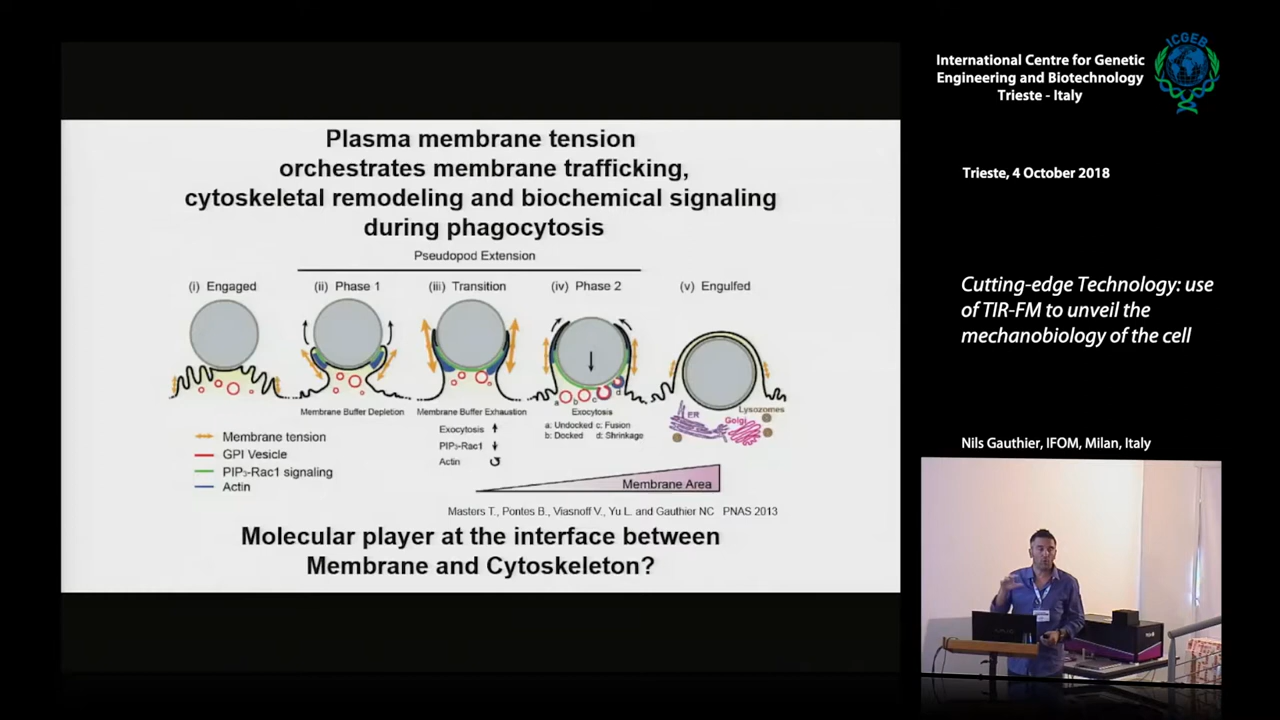 Plasma membrane tension
orchestrates membrane trafficking,
cytoskeletal remodeling and biochemical signaling
during phagocytosis
Pseudopod Extension
(i) Engaged
(ii) Phase 1
(iii) Transition
(iv) Phase 2
(v) Engulfed
a
b
c
d
ER
Golgi
Lysozomes
Membrane Buffer Depletion
Membrane Buffer Exhaustion
Exocytosis
a: Undocked c: Fusion
b: Docked d: Shrinkage
Exocytosis
PIP3-Rac1
Actin
Membrane tension
GPI Vesicle
PIP3-Rac1 signaling
Actin
Membrane Area
Masters T., Pontes B., Viasnoff V., Yu L. and Gauthier NC PNAS 2013
Molecular player at the interface between
Membrane and Cytoskeleton?
International Centre for Genetic
Engineering and Biotechnology
Trieste - Italy
ICGEB
Trieste, 4 October 2018
Cutting-edge Technology: use
of TIR-FM to unveil the
mechanobiology of the cell
Nils Gauthier, IFOM, Milan, Italy